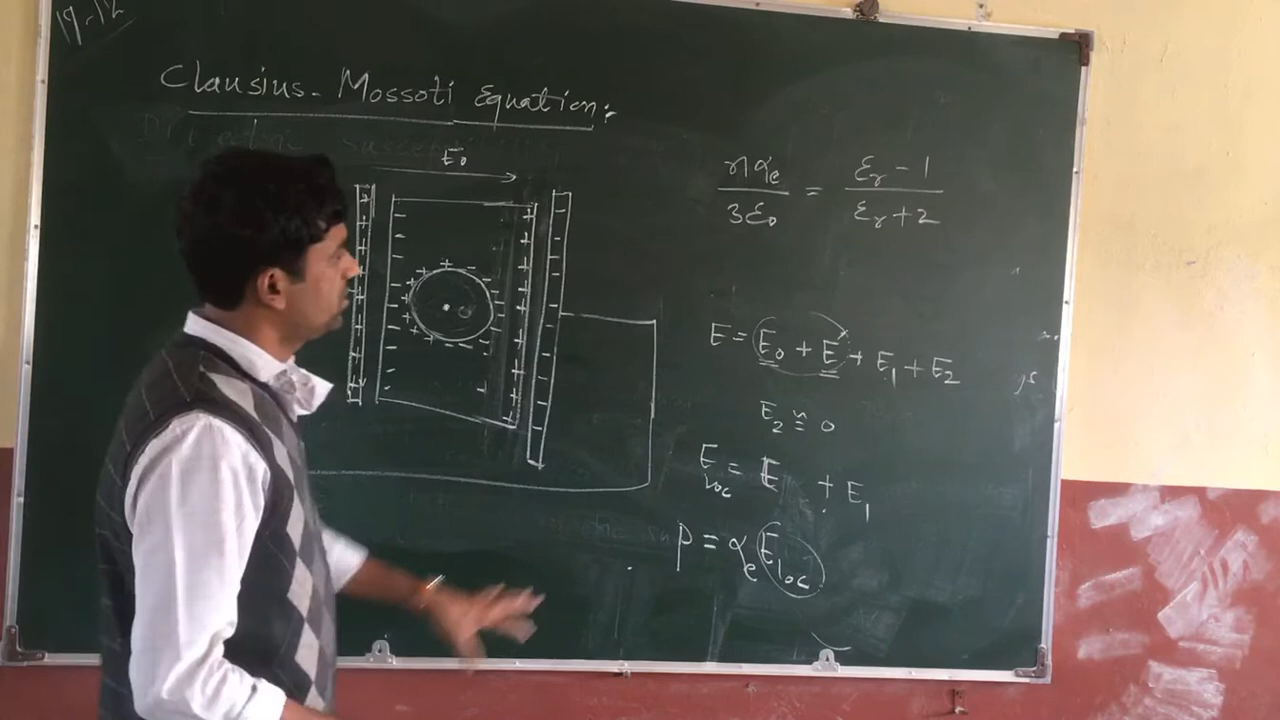 19-12
Clausius-Mossoti Equation:
E₀
nαₑ / 3ε₀ = εᵣ - 1 / εᵣ + 2
E = E₀ + E + E₁ + E₂
E₂ ≅ 0
E_loc = E + E₁
p = αₑ E_loc